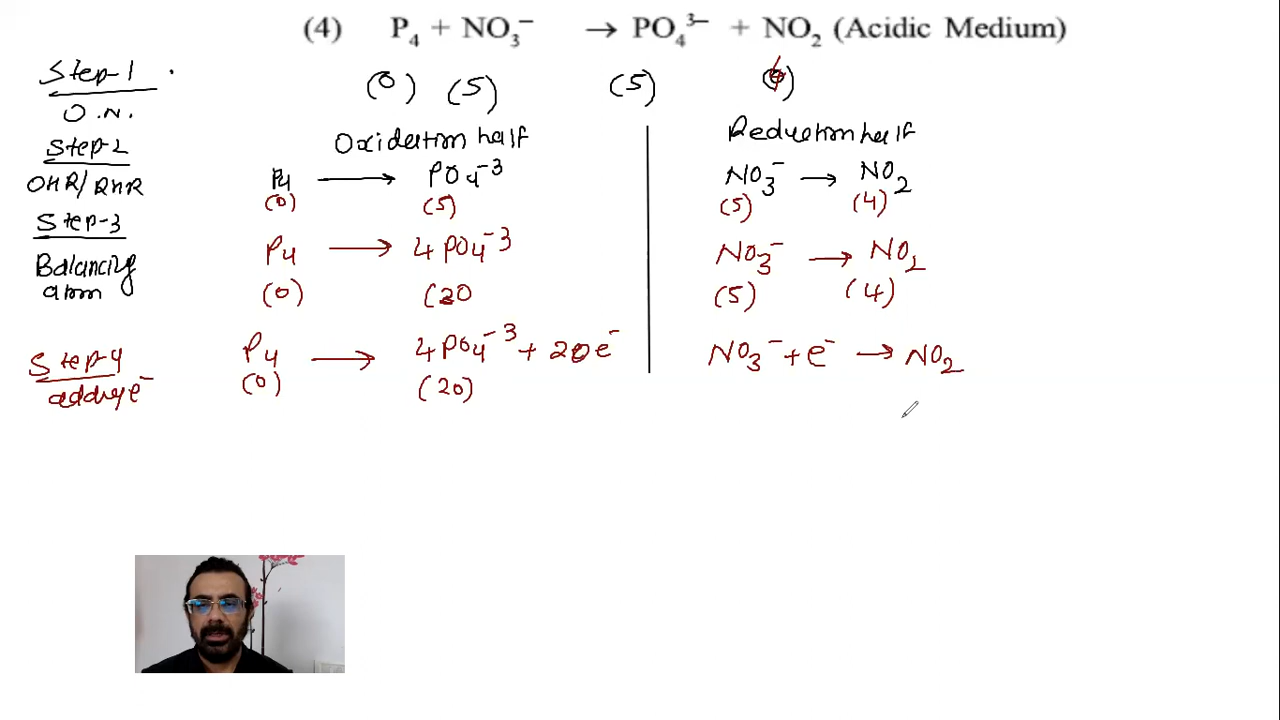 (4) P₄ + NO₃⁻ → PO₄³⁻ + NO₂ (Acidic Medium)
Step-1
(0) (5) (5) (4)
O.N.
Oxidation half
Reduction half
Step-2
OHR/RHR
P₄ → PO₄⁻³
(0) (5)
NO₃⁻ → NO₂
(5) (4)
Step-3
Balancing
atom
P₄ → 4PO₄⁻³
(0) (20
NO₃⁻ → NO₂
(5) (4)
Step-4
adding e⁻
P₄ → 4PO₄⁻³ + 20e⁻
(0) (20)
NO₃⁻ + e⁻ → NO₂